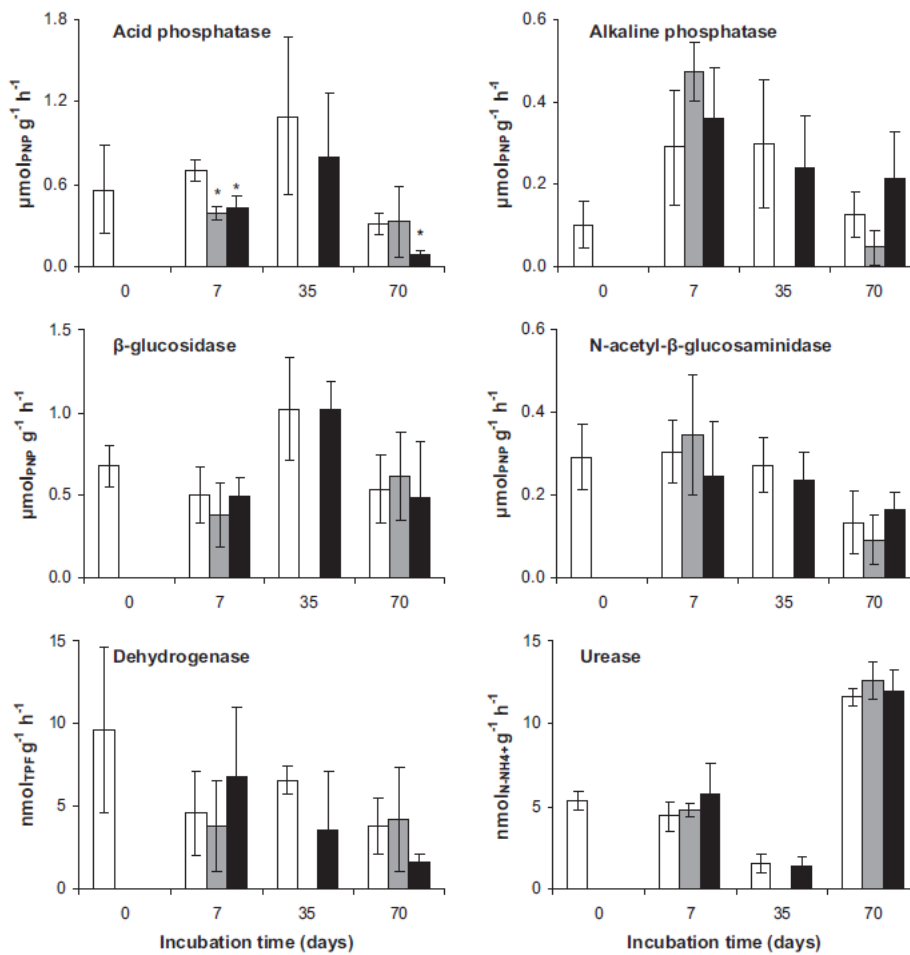 Acid phosphatase
μmolPNP g-1 h-1
1.8
1.2
0.6
0.0
* * *
0 7 35 70
Alkaline phosphatase
μmolPNP g-1 h-1
0.6
0.4
0.2
0.0
0 7 35 70
β-glucosidase
μmolPNP g-1 h-1
1.5
1.0
0.5
0.0
0 7 35 70
N-acetyl-β-glucosaminidase
μmolPNP g-1 h-1
0.6
0.4
0.2
0.0
0 7 35 70
Dehydrogenase
nmolTPF g-1 h-1
15
10
5
0
0 7 35 70
Incubation time (days)
Urease
nmolN-NH4+ g-1 h-1
15
10
5
0
0 7 35 70
Incubation time (days)